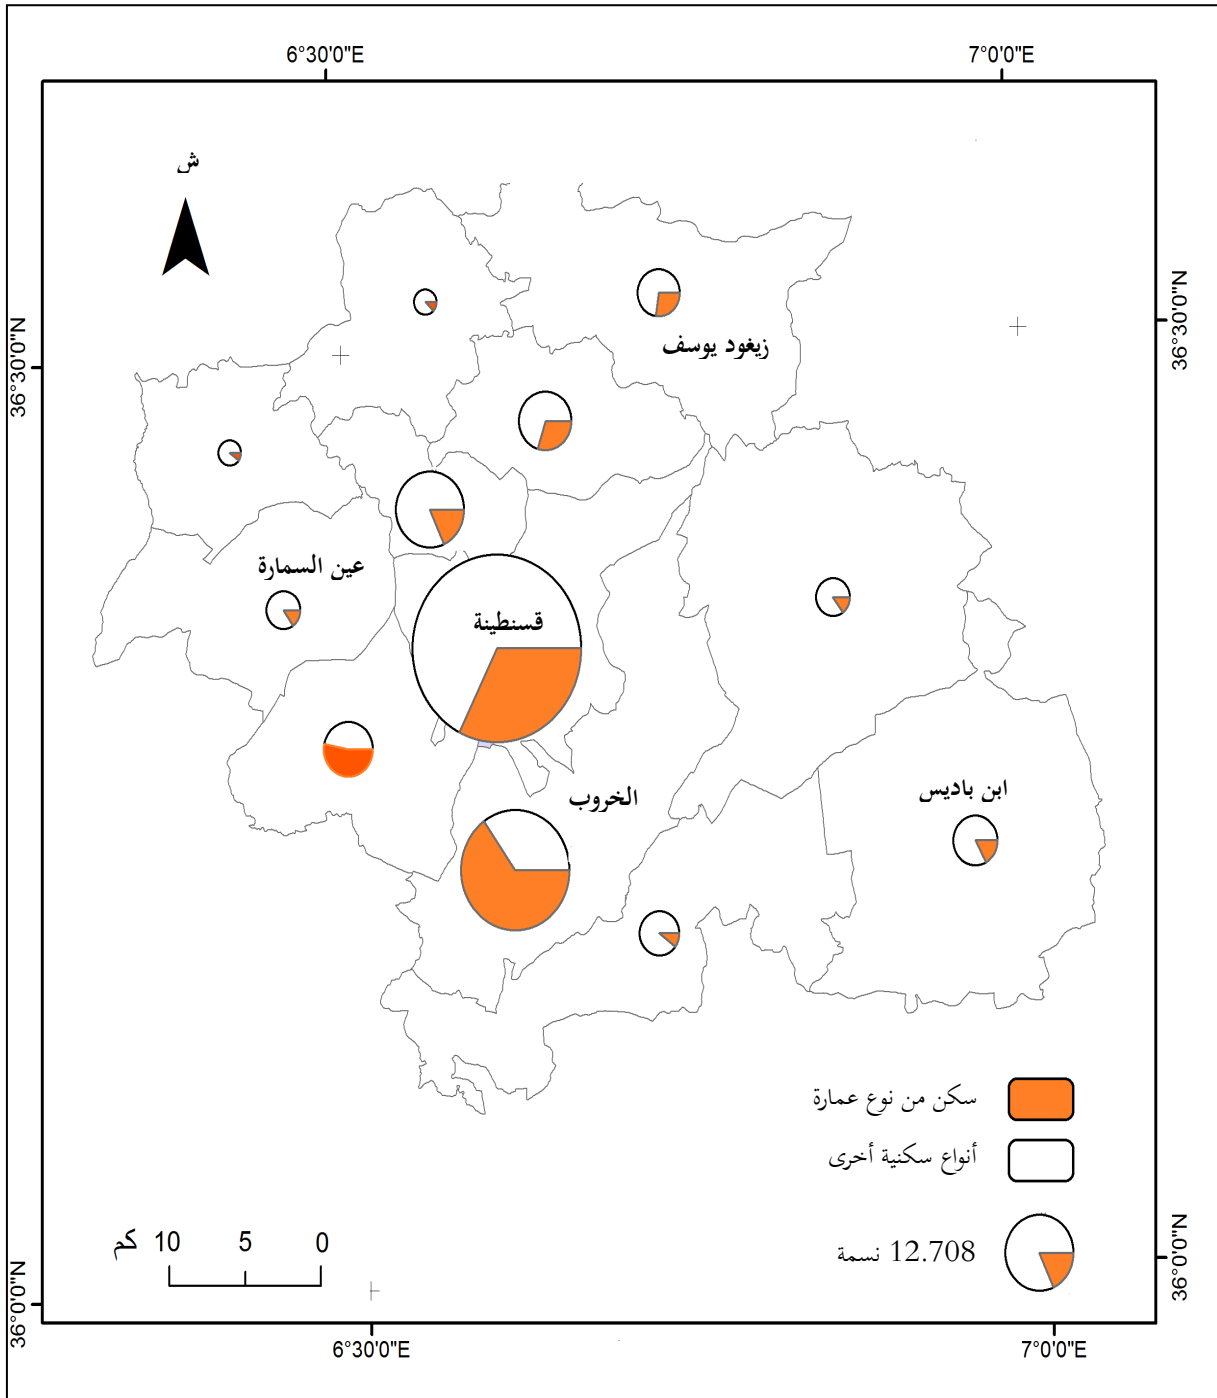 6°30'0"E
7°0'0"E
ش
36°30'0"N
36°30'0"N
زيغود يوسف
عين السمارة
قسنطينة
الخروب
ابن باديس
سكن من نوع عمارة
أنواع سكنية أخرى
12.708 نسمة
كم 10 5 0
36°0'0"N
36°0'0"N
6°30'0"E
7°0'0"E